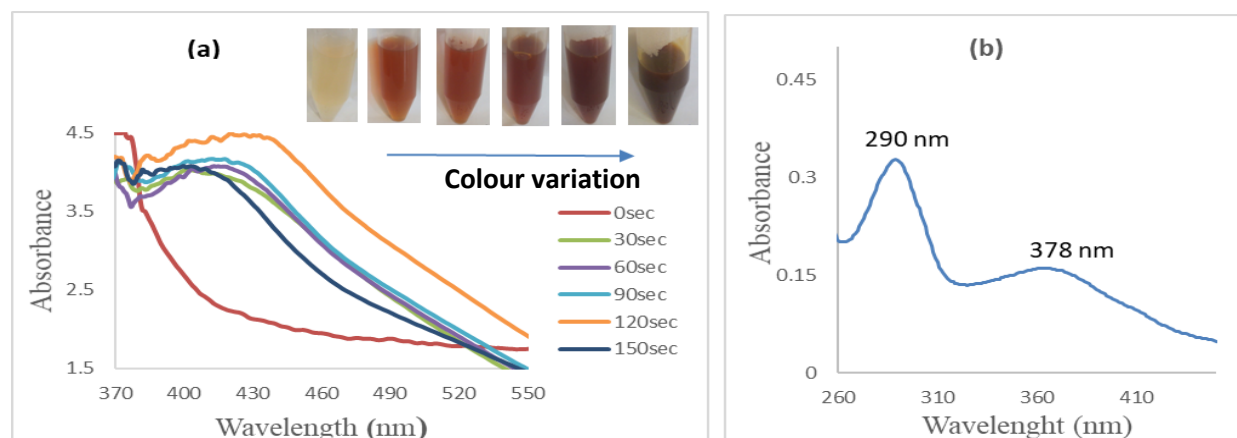 (a)
4.5
3.5
2.5
1.5
Absorbance
370 400 430 460 490 520 550
Wavelength (nm)
Colour variation
0sec
30sec
60sec
90sec
120sec
150sec
(b)
0.45
0.3
0.15
0
Absorbance
290 nm
378 nm
260 310 360 410
Wavelenght (nm)